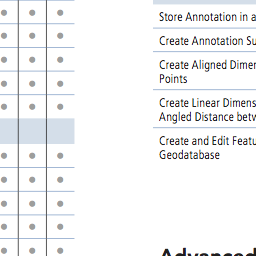 Store Annotation in a
Create Annotation Su
Create Aligned Dimen
Points
Create Linear Dimens
Angled Distance betw
Create and Edit Featu
Geodatabase
Advanced